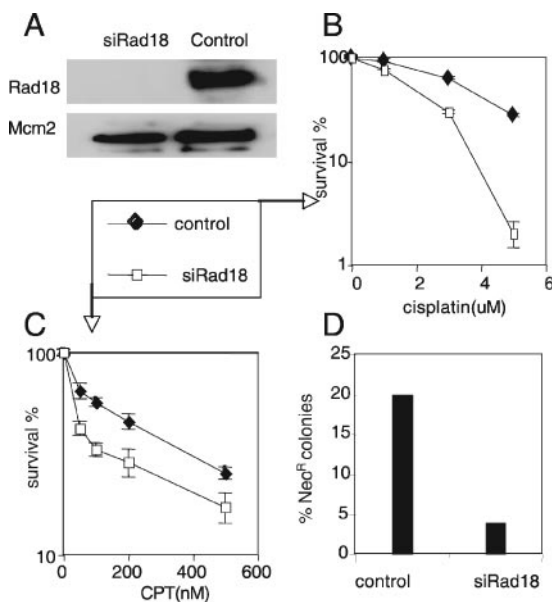 A
siRad18 Control
Rad18
Mcm2
control
siRad18
B
survival %
100
10
1
0 2 4 6
cisplatin(uM)
C
survival %
100
10
0 200 400 600
CPT(nM)
D
% Neo^R colonies
25
20
15
10
5
0
control siRad18